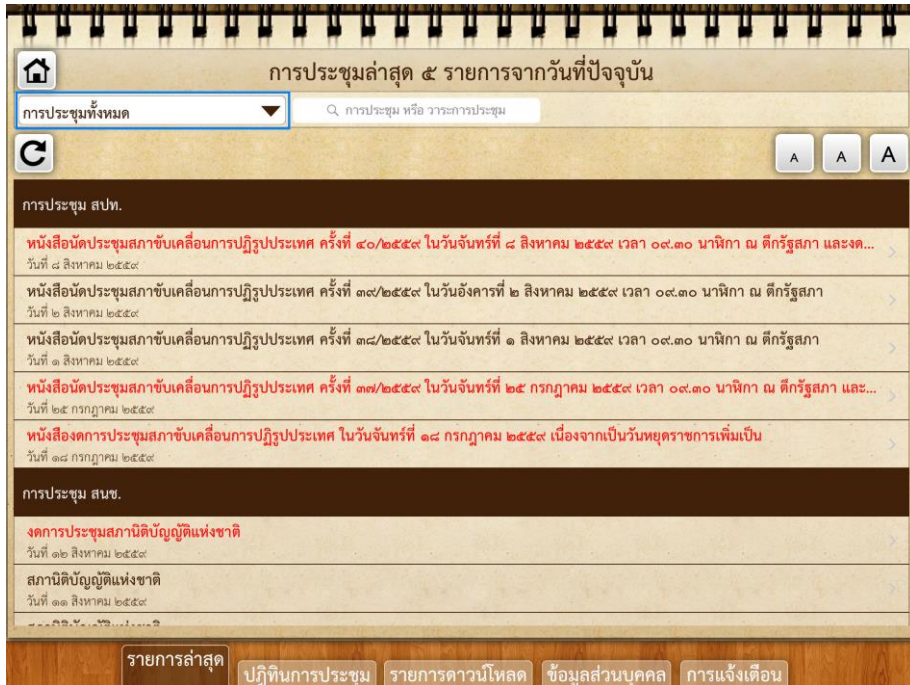 การประชุมล่าสุด ๕ รายการจากวันที่ปัจจุบัน
การประชุมทั้งหมด
การประชุม หรือ วาระการประชุม
A A A
การประชุม สปท.
หนังสือนัดประชุมสภาขับเคลื่อนการปฏิรูปประเทศ ครั้งที่ ๔๐/๒๕๕๙ ในวันจันทร์ที่ ๘ สิงหาคม ๒๕๕๙ เวลา ๐๙.๓๐ นาฬิกา ณ ตึกรัฐสภา และงด...
วันที่ ๘ สิงหาคม ๒๕๕๙
หนังสือนัดประชุมสภาขับเคลื่อนการปฏิรูปประเทศ ครั้งที่ ๓๙/๒๕๕๙ ในวันอังคารที่ ๒ สิงหาคม ๒๕๕๙ เวลา ๐๙.๓๐ นาฬิกา ณ ตึกรัฐสภา
วันที่ ๒ สิงหาคม ๒๕๕๙
หนังสือนัดประชุมสภาขับเคลื่อนการปฏิรูปประเทศ ครั้งที่ ๓๘/๒๕๕๙ ในวันจันทร์ที่ ๑ สิงหาคม ๒๕๕๙ เวลา ๐๙.๓๐ นาฬิกา ณ ตึกรัฐสภา
วันที่ ๑ สิงหาคม ๒๕๕๙
หนังสือนัดประชุมสภาขับเคลื่อนการปฏิรูปประเทศ ครั้งที่ ๓๗/๒๕๕๙ ในวันจันทร์ที่ ๒๕ กรกฎาคม ๒๕๕๙ เวลา ๐๙.๓๐ นาฬิกา ณ ตึกรัฐสภา และ...
วันที่ ๒๕ กรกฎาคม ๒๕๕๙
หนังสืองดการประชุมสภาขับเคลื่อนการปฏิรูปประเทศ ในวันจันทร์ที่ ๑๘ กรกฎาคม ๒๕๕๙ เนื่องจากเป็นวันหยุดราชการเพิ่มเป็น
วันที่ ๑๘ กรกฎาคม ๒๕๕๙
การประชุม สนช.
งดการประชุมสภานิติบัญญัติแห่งชาติ
วันที่ ๑๒ สิงหาคม ๒๕๕๙
สภานิติบัญญัติแห่งชาติ
วันที่ ๑๑ สิงหาคม ๒๕๕๙
รายการล่าสุด ปฏิทินการประชุม รายการดาวน์โหลด ข้อมูลส่วนบุคคล การแจ้งเตือน